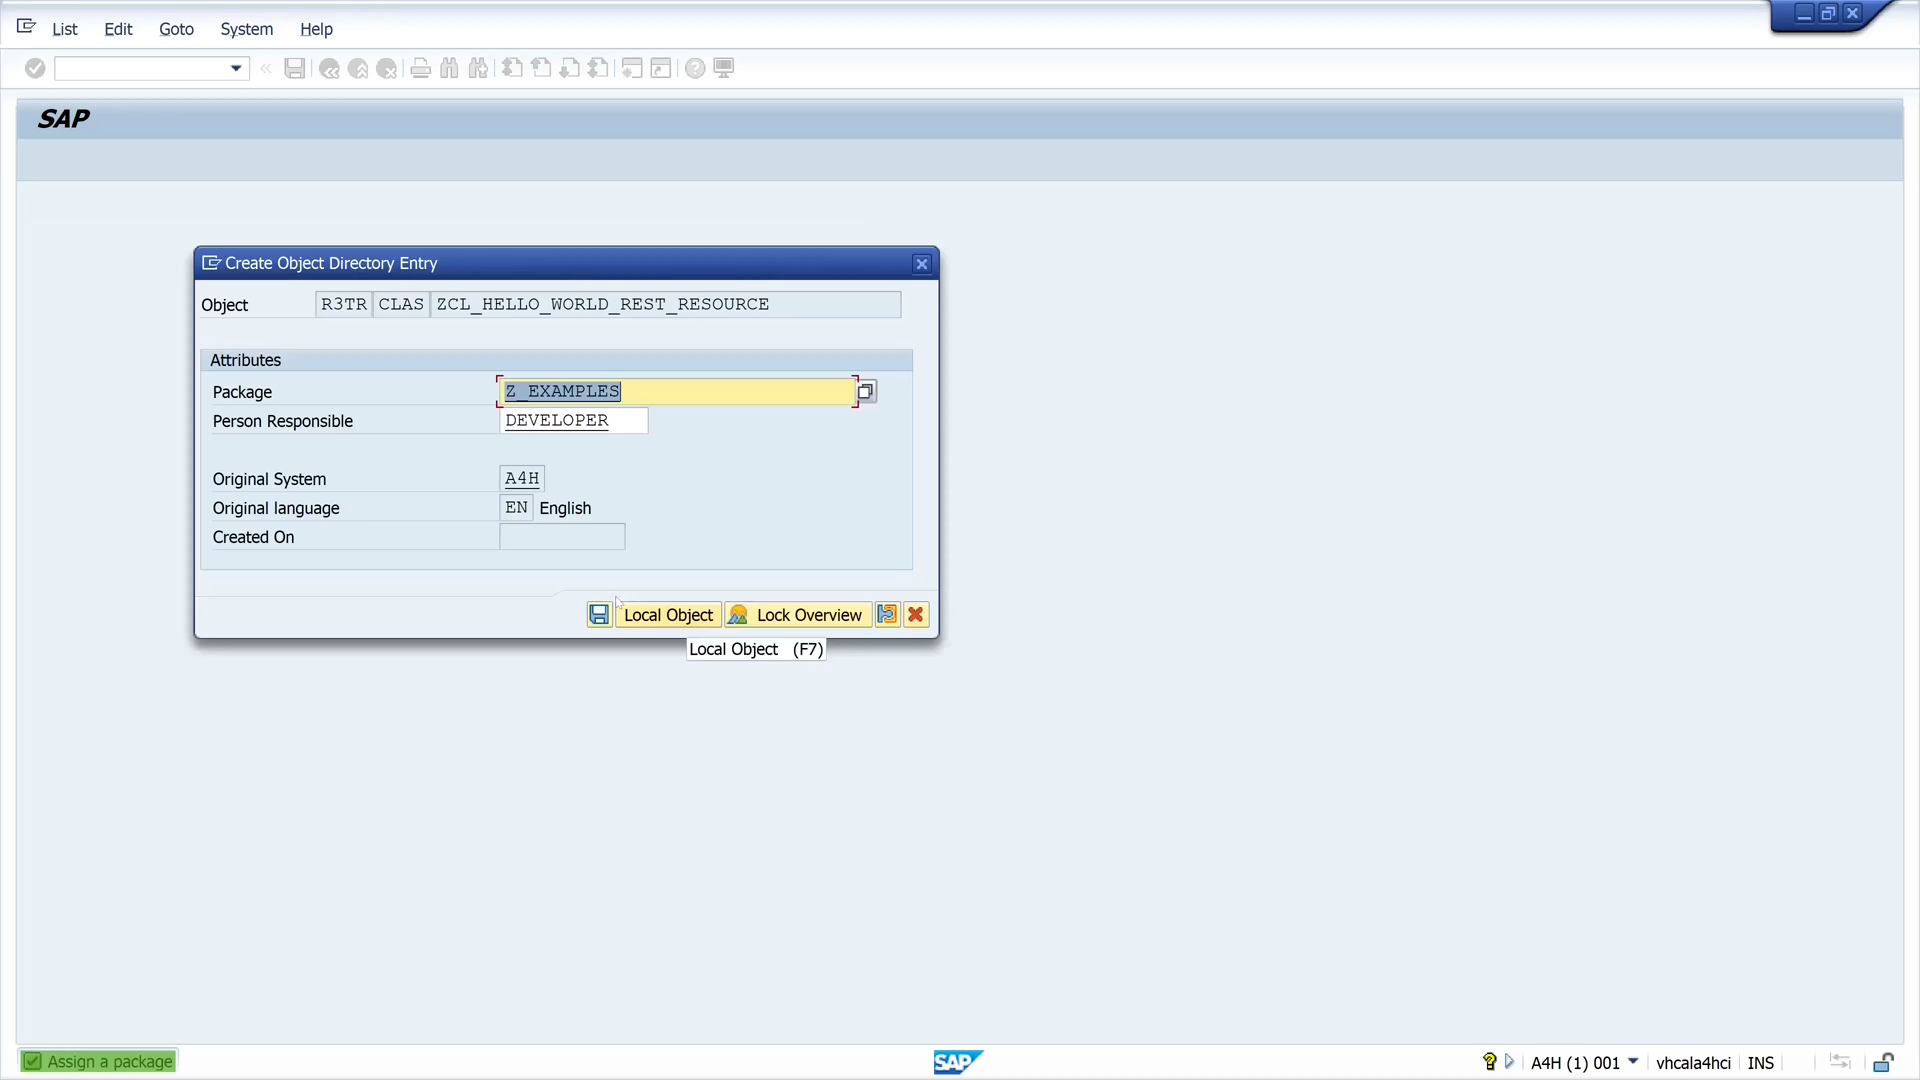 List Edit Goto System Help
SAP
Create Object Directory Entry
Object R3TR CLAS ZCL_HELLO_WORLD_REST_RESOURCE
Attributes
Package Z_EXAMPLES
Person Responsible DEVELOPER
Original System A4H
Original language EN English
Created On
Local Object Lock Overview
Local Object (F7)
Assign a package SAP A4H (1) 001 vhcala4hci INS